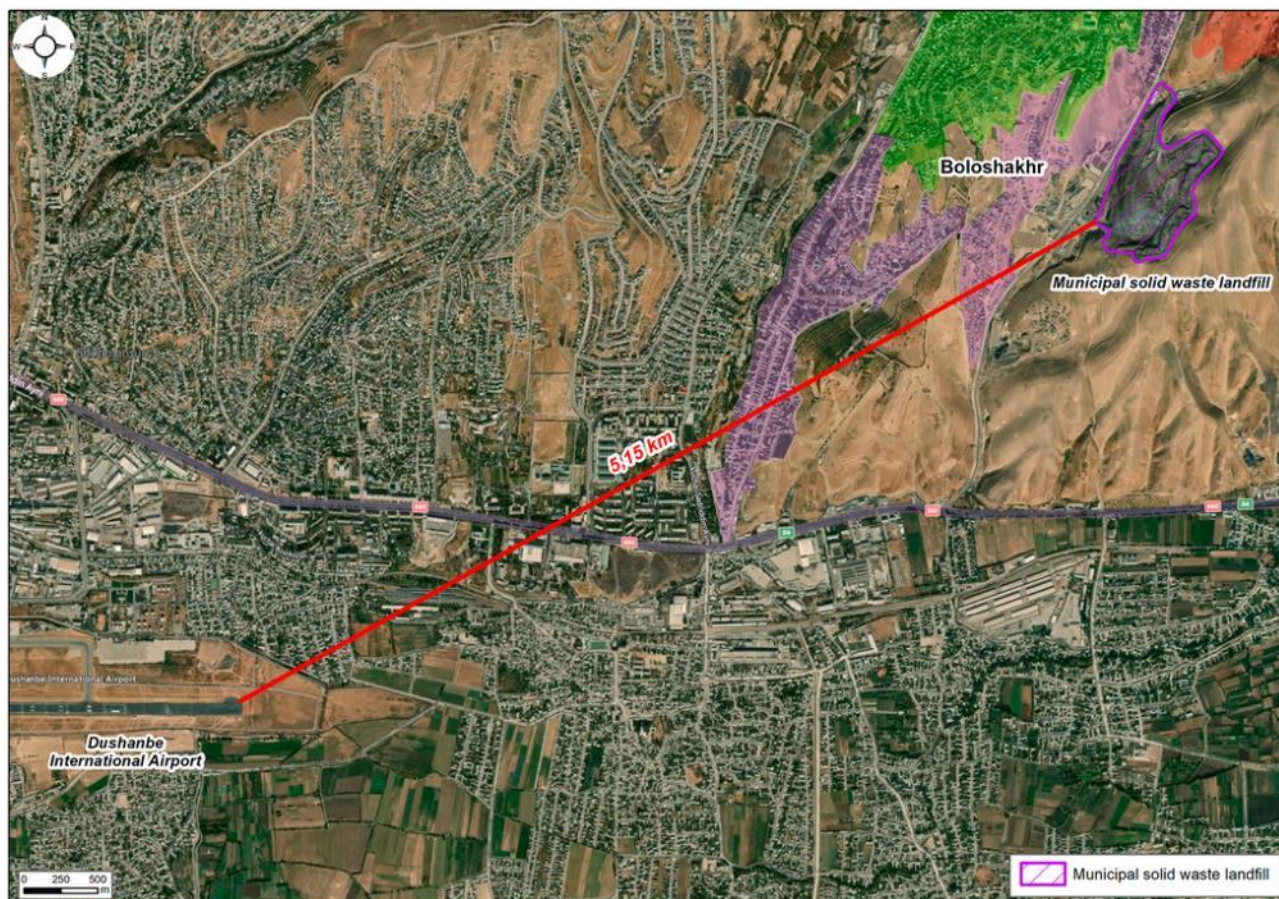 N
W E
S
Boloshakhr
Municipal solid waste landfill
5,15 km
Dushanbe International Airport
Dushanbe
International Airport
0 250 500
m
Municipal solid waste landfill